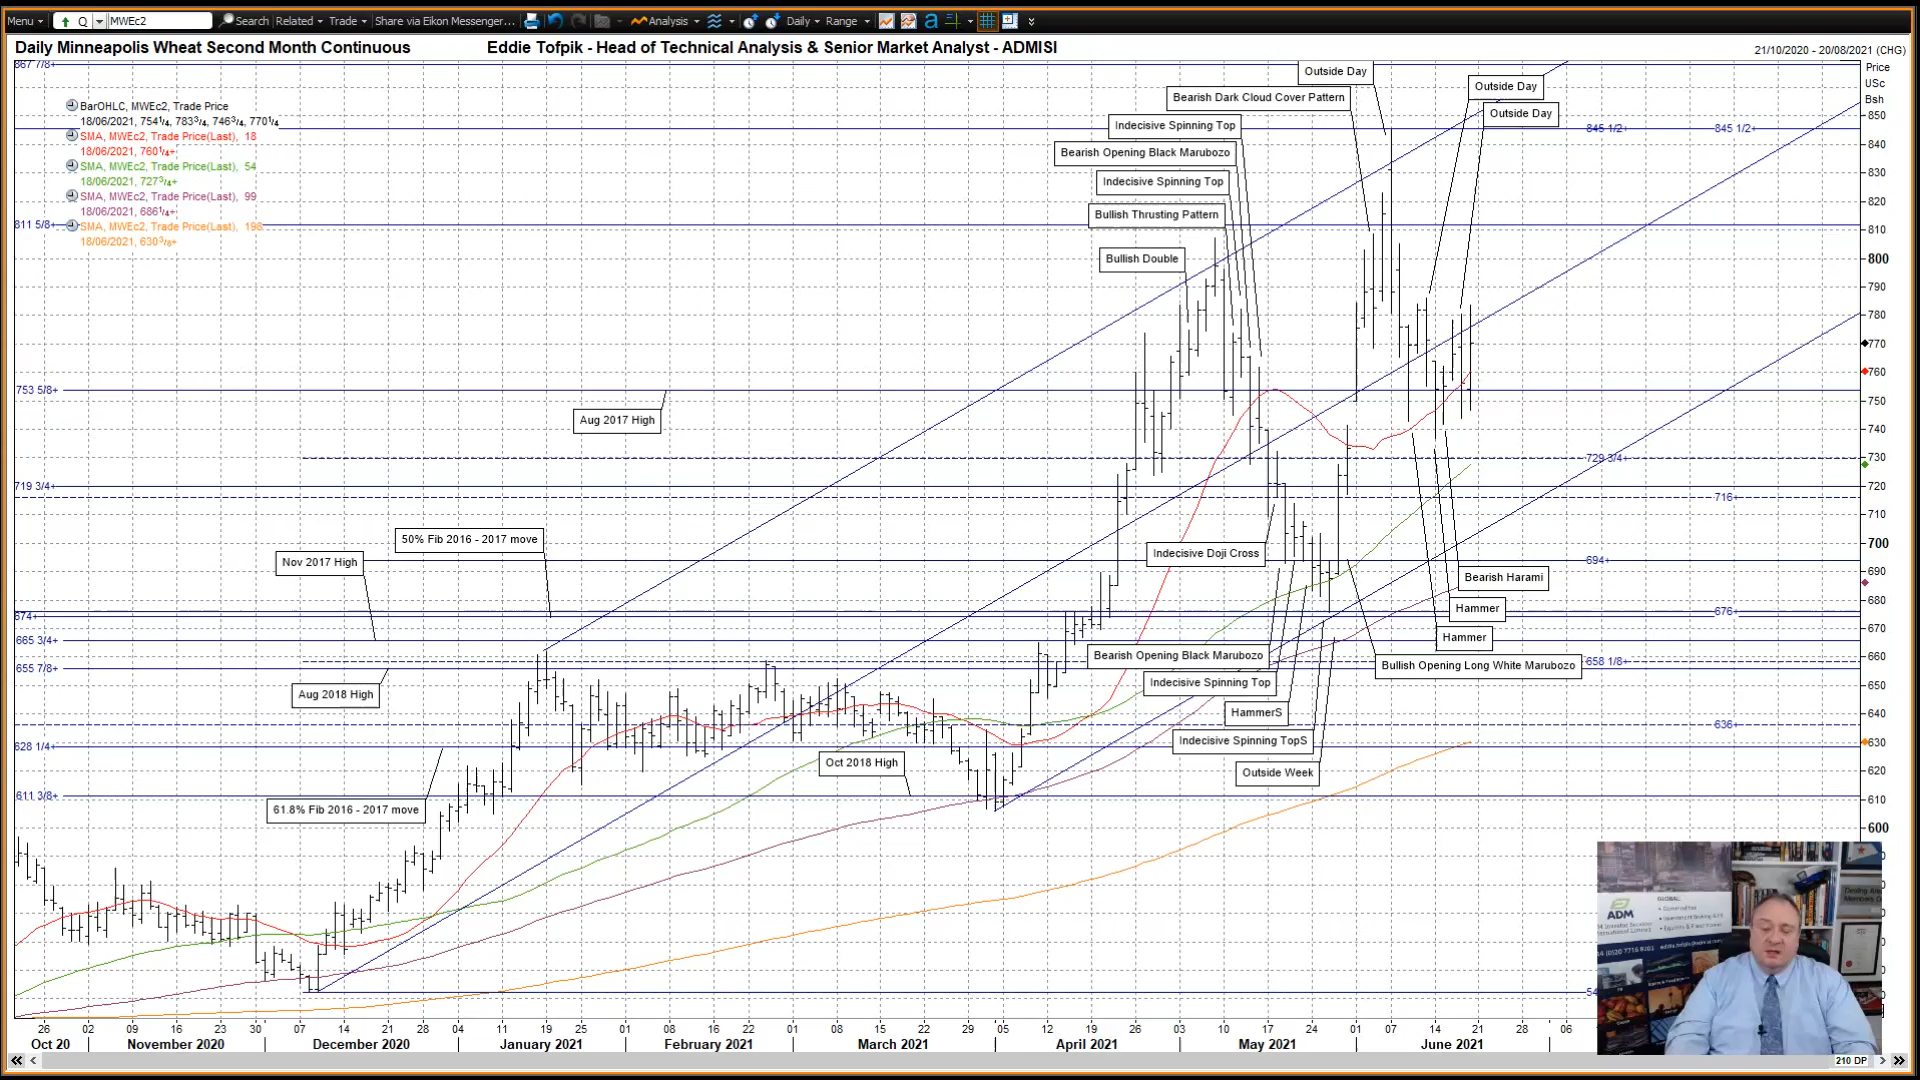 Menu Q MWEc2 Search Related Trade Share via Eikon Messenger... Analysis Daily Range
Daily Minneapolis Wheat Second Month Continuous
Eddie Tofpik - Head of Technical Analysis & Senior Market Analyst - ADMISI
21/10/2020 - 20/08/2021 (CHG)
Price
USc
Bsh
867 7/8+
BarOHLC, MWEc2, Trade Price
18/06/2021, 7541/4, 7833/4, 7463/4, 7701/4
SMA, MWEc2, Trade Price(Last), 18
18/06/2021, 7601/4+
SMA, MWEc2, Trade Price(Last), 54
18/06/2021, 7273/4+
SMA, MWEc2, Trade Price(Last), 99
18/06/2021, 6861/4+
SMA, MWEc2, Trade Price(Last), 198
18/06/2021, 6303/8+
811 5/8+
753 5/8+
719 3/4+
674+
665 3/4+
655 7/8+
628 1/4+
611 3/8+
Outside Day
Outside Day
Outside Day
Bearish Dark Cloud Cover Pattern
Indecisive Spinning Top
Bearish Opening Black Marubozo
Indecisive Spinning Top
Bullish Thrusting Pattern
Bullish Double
Aug 2017 High
50% Fib 2016 - 2017 move
Nov 2017 High
Aug 2018 High
61.8% Fib 2016 - 2017 move
Oct 2018 High
Indecisive Doji Cross
Bearish Opening Black Marubozo
Indecisive Spinning Top
HammerS
Indecisive Spinning TopS
Outside Week
Bearish Harami
Hammer
Hammer
Bullish Opening Long White Marubozo
845 1/2+ 845 1/2+
729 3/4+
716+
694+
676+
658 1/8+
636+
54
850
840
830
820
810
800
790
780
770
760
750
740
730
720
710
700
690
680
670
660
650
640
630
620
610
600
ADM
GLOBAL:
26 02 09 16 23 30 07 14 21 28 04 11 19 25 01 08 16 22 01 08 15 22 29 05 12 19 26 03 10 17 24 01 07 14 21 28 06
Oct 20 November 2020 December 2020 January 2021 February 2021 March 2021 April 2021 May 2021 June 2021
210 DP